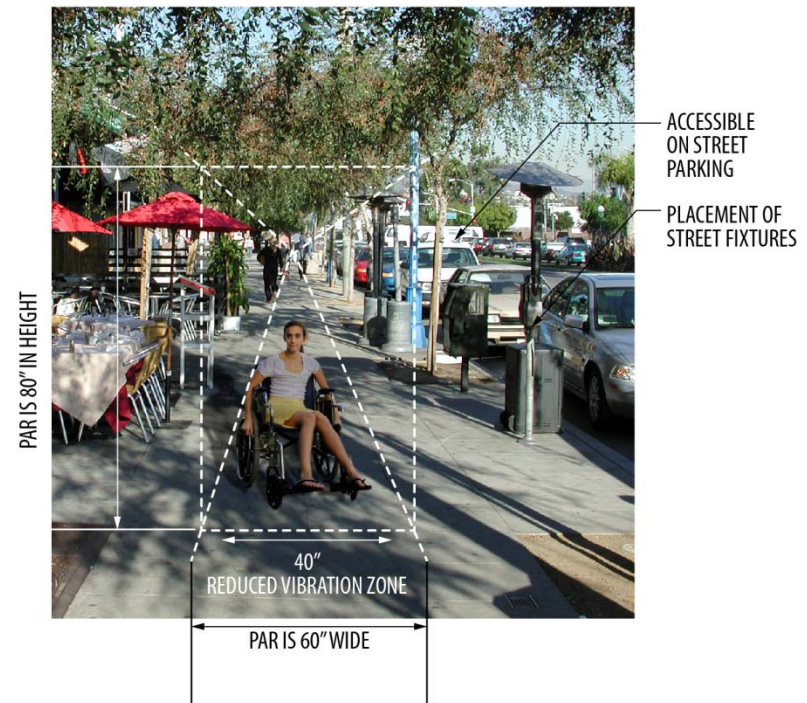 ACCESSIBLE
ON STREET
PARKING
PLACEMENT OF
STREET FIXTURES
PAR IS 80" IN HEIGHT
40"
REDUCED VIBRATION ZONE
PAR IS 60" WIDE